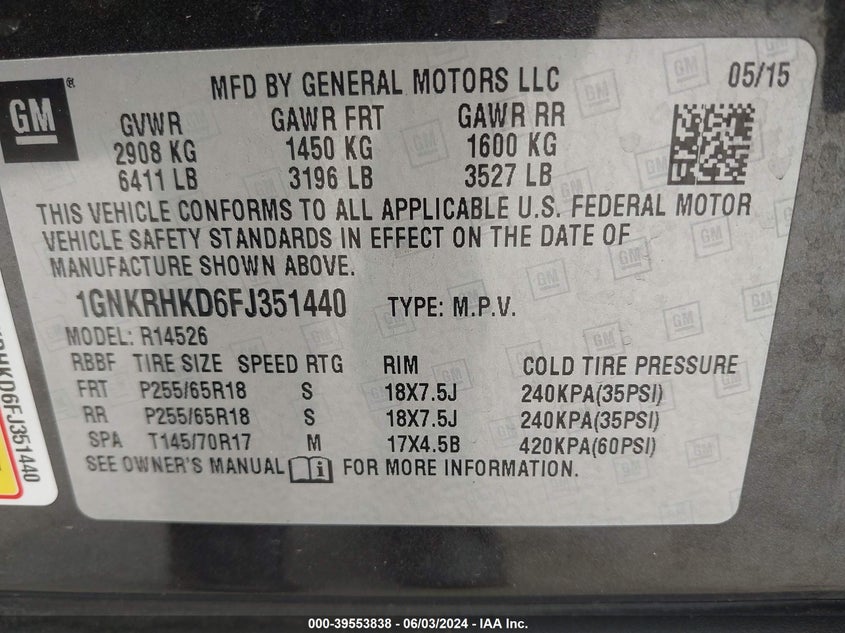 MFD BY GENERAL MOTORS LLC 05/15
GM ®
GVWR GAWR FRT GAWR RR
2908 KG 1450 KG 1600 KG
6411 LB 3196 LB 3527 LB
THIS VEHICLE CONFORMS TO ALL APPLICABLE U.S. FEDERAL MOTOR
VEHICLE SAFETY STANDARDS IN EFFECT ON THE DATE OF
MANUFACTURE SHOWN ABOVE.
1GNKRHKD6FJ351440 TYPE: M.P.V.
MODEL: R14526
RBBF TIRE SIZE SPEED RTG RIM COLD TIRE PRESSURE
FRT P255/65R18 S 18X7.5J 240KPA(35PSI)
RR P255/65R18 S 18X7.5J 240KPA(35PSI)
SPA T145/70R17 M 17X4.5B 420KPA(60PSI)
SEE OWNER'S MANUAL i FOR MORE INFORMATION.
RHKD6FJ351440
000-39553838 - 06/03/2024 - IAA Inc.